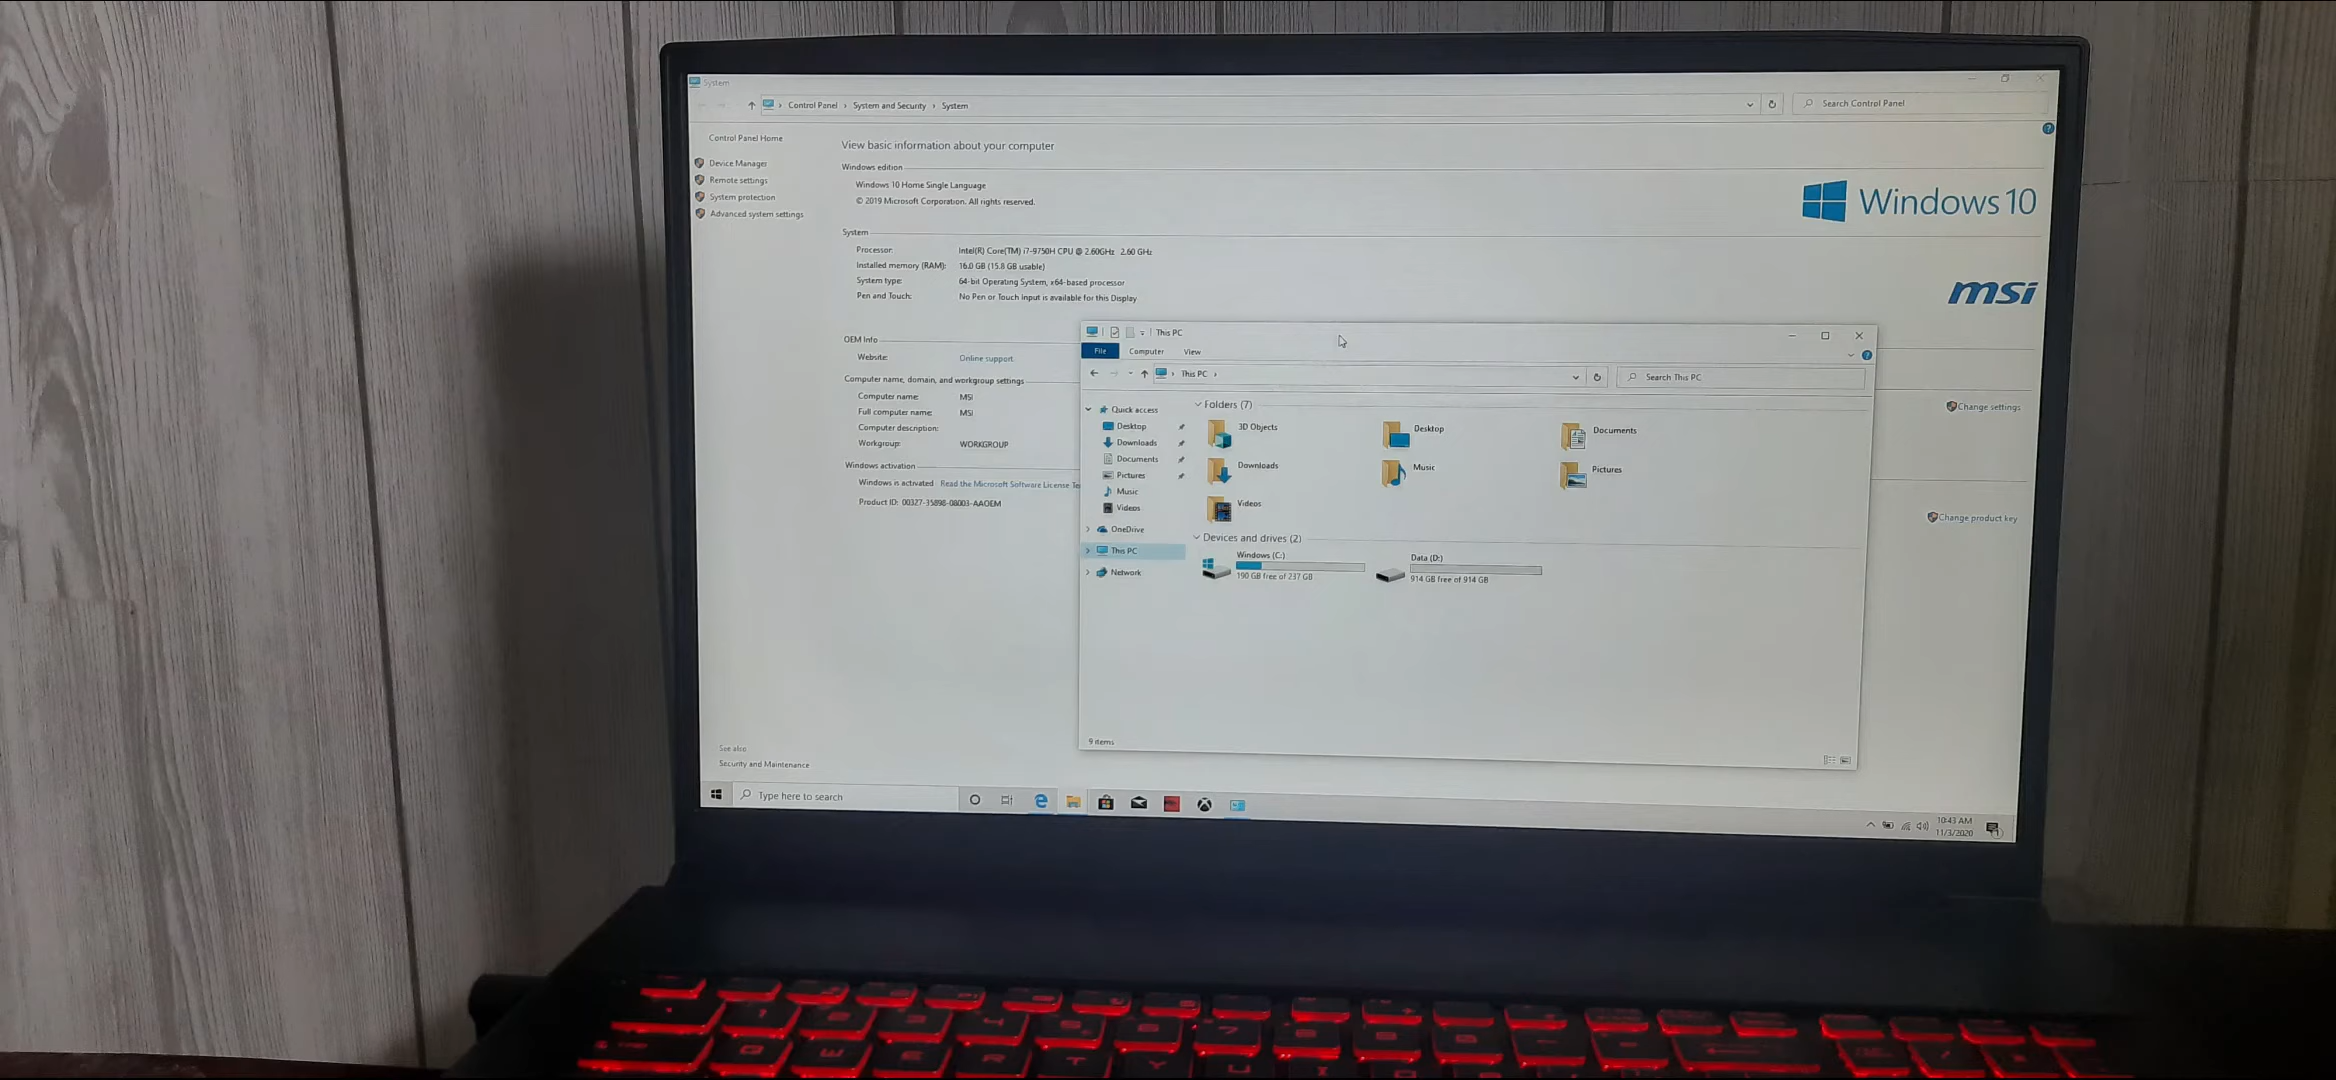 System
Control Panel › System and Security › System
Search Control Panel
Control Panel Home
Device Manager
Remote settings
System protection
Advanced system settings
View basic information about your computer
Windows edition
Windows 10 Home Single Language
© 2019 Microsoft Corporation. All rights reserved.
Windows 10
System
Processor: Intel(R) Core(TM) i7-9750H CPU @ 2.60GHz 2.60 GHz
Installed memory (RAM): 16.0 GB (15.8 GB usable)
System type: 64-bit Operating System, x64-based processor
Pen and Touch: No Pen or Touch Input is available for this Display
msi
OEM Info
Website: Online support
Computer name, domain, and workgroup settings
Computer name: MSI
Full computer name: MSI
Computer description:
Workgroup: WORKGROUP
Change settings
Windows activation
Windows is activated Read the Microsoft Software License Te
Product ID: 00327-35898-08003-AAOEM
Change product key
See also
Security and Maintenance
This PC
File Computer View
This PC ›
Search This PC
Quick access
Desktop
Downloads
Documents
Pictures
Music
Videos
OneDrive
This PC
Network
Folders (7)
3D Objects
Desktop
Documents
Downloads
Music
Pictures
Videos
Devices and drives (2)
Windows (C:)
190 GB free of 237 GB
Data (D:)
914 GB free of 914 GB
9 items
Type here to search
10:43 AM
11/3/2020